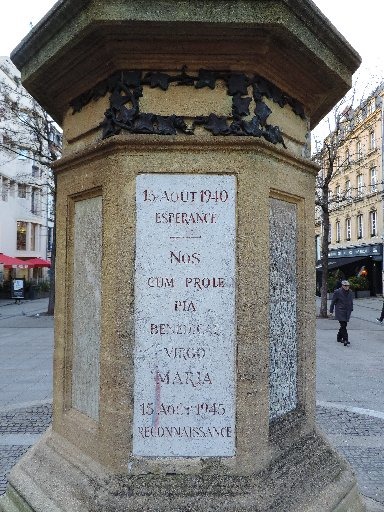 15 AOUT 1940
ESPERANCE
NOS
CUM PROLE
PIA
BENEDICAT
VIRGO
MARIA
15 AOUT 1945
RECONNAISSANCE